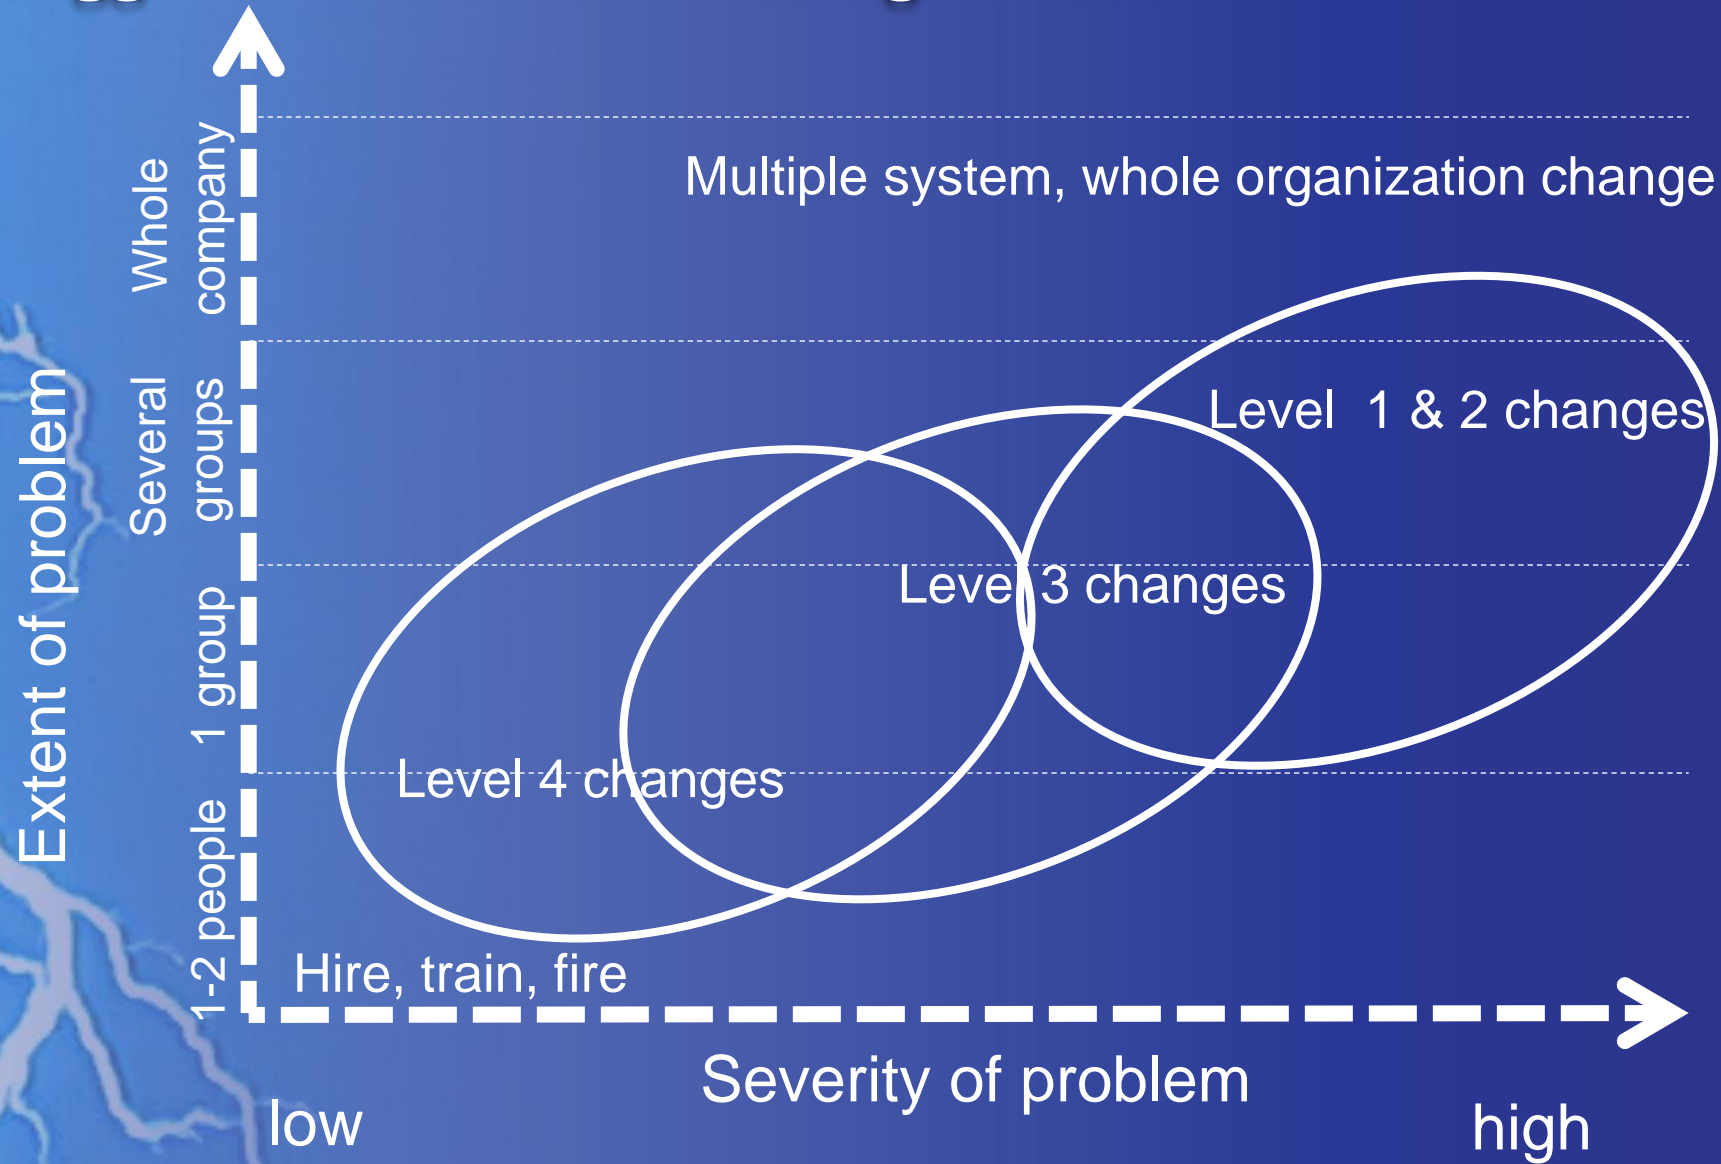 Multiple system, whole organization change
Whole
company
Several
groups
1 group
1-2 people
Extent of problem
Level 1 & 2 changes
Level 3 changes
Level 4 changes
Hire, train, fire
Severity of problem
low
high